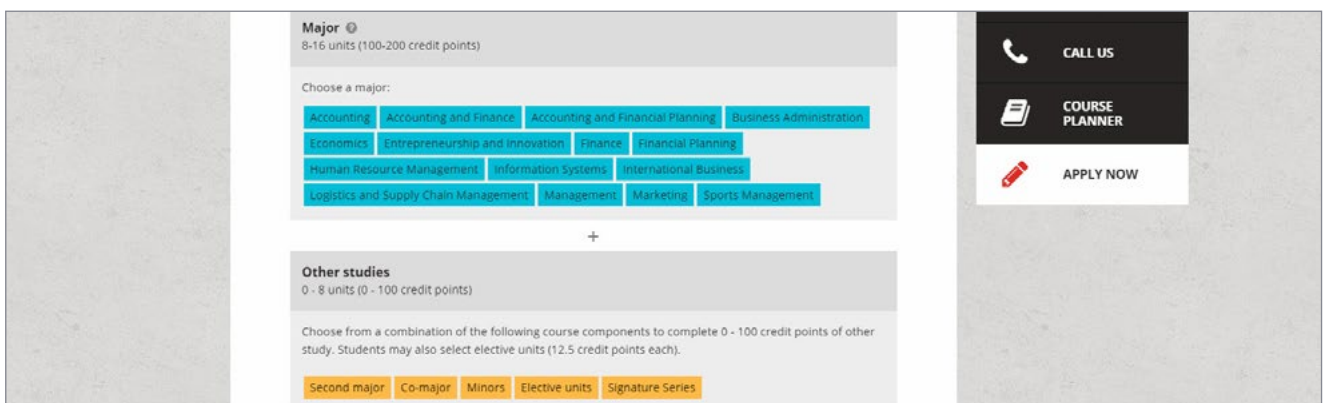 Major
8-16 units (100-200 credit points)
Choose a major:
Accounting Accounting and Finance Accounting and Financial Planning Business Administration
Economics Entrepreneurship and Innovation Finance Financial Planning
Human Resource Management Information Systems International Business
Logistics and Supply Chain Management Management Marketing Sports Management
+
Other studies
0 - 8 units (0 - 100 credit points)
Choose from a combination of the following course components to complete 0 - 100 credit points of other
study. Students may also select elective units (12.5 credit points each).
Second major Co-major Minors Elective units Signature Series
CALL US
COURSE
PLANNER
APPLY NOW